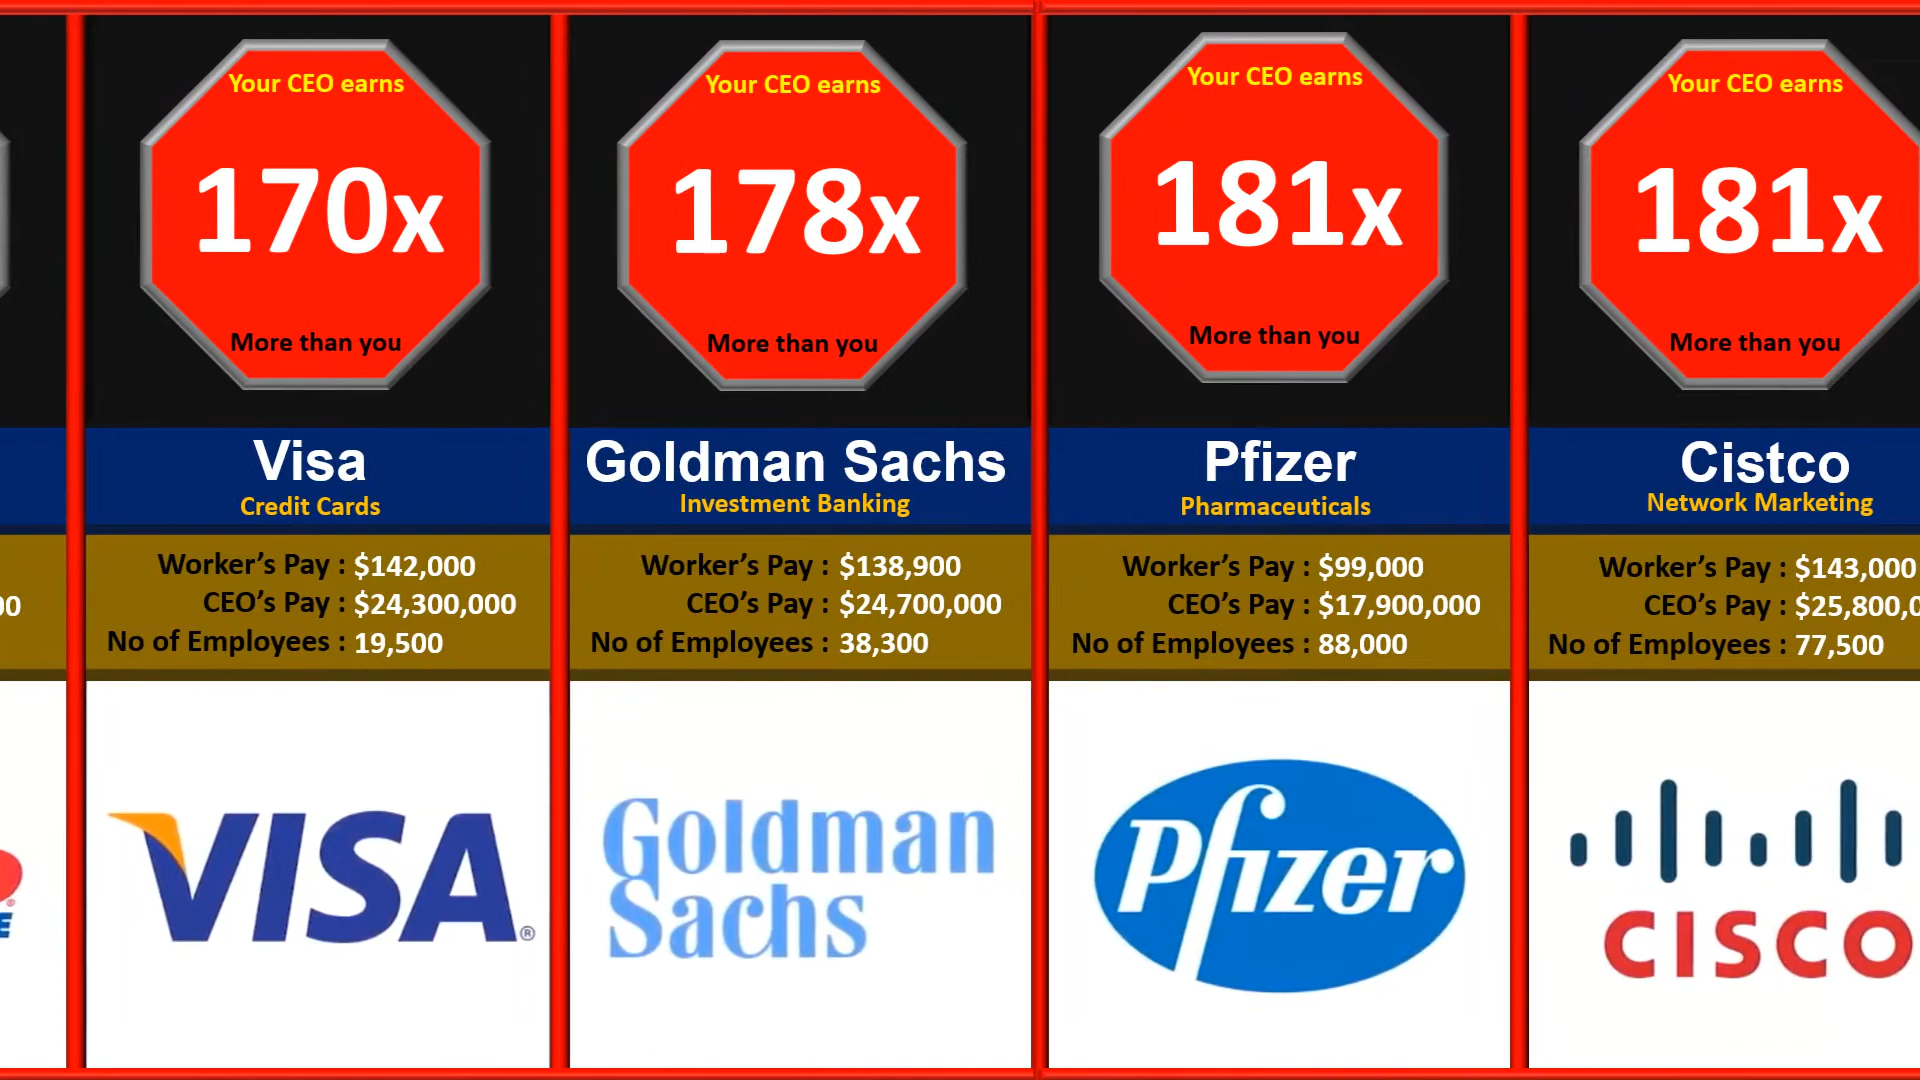 Your CEO earns
170x
More than you
Visa
Credit Cards
Worker's Pay : $142,000
CEO's Pay : $24,300,000
No of Employees : 19,500
VISA
®
Your CEO earns
178x
More than you
Goldman Sachs
Investment Banking
Worker's Pay : $138,900
CEO's Pay : $24,700,000
No of Employees : 38,300
Goldman
Sachs
Your CEO earns
181x
More than you
Pfizer
Pharmaceuticals
Worker's Pay : $99,000
CEO's Pay : $17,900,000
No of Employees : 88,000
Pfizer
Your CEO earns
181x
More than you
Cistco
Network Marketing
Worker's Pay : $143,000
CEO's Pay : $25,800,0
No of Employees : 77,500
CISCO